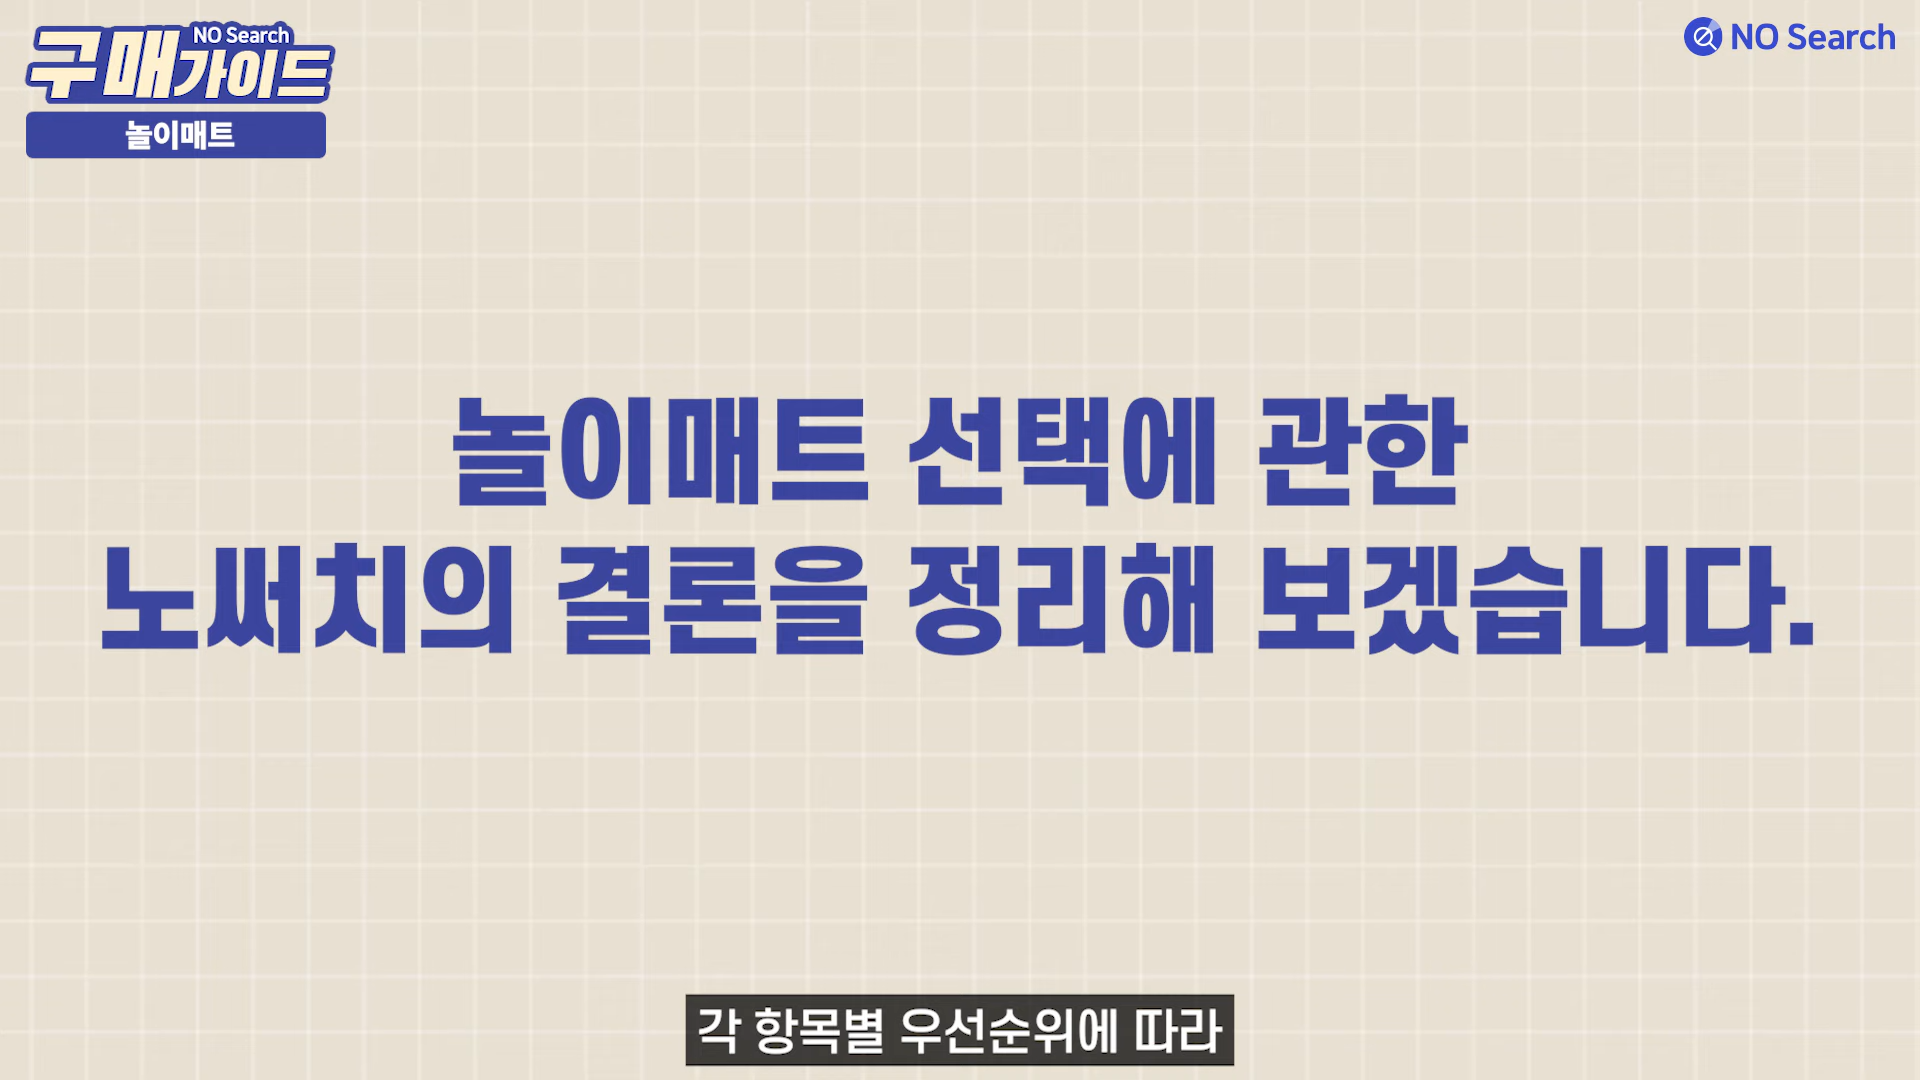 NO Search
구매가이드
놀이매트
NO Search
놀이매트 선택에 관한
노써치의 결론을 정리해 보겠습니다.
각 항목별 우선순위에 따라